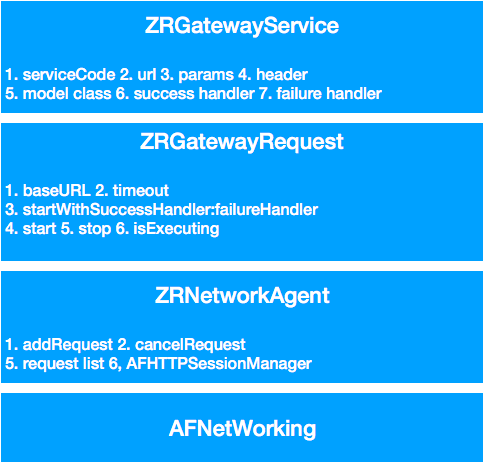 ZRGatewayService
1. serviceCode 2. url 3. params 4. header
5. model class 6. success handler 7. failure handler
ZRGatewayRequest
1. baseURL 2. timeout
3. startWithSuccessHandler:failureHandler
4. start 5. stop 6. isExecuting
ZRNetworkAgent
1. addRequest 2. cancelRequest
5. request list 6, AFHTTPSessionManager
AFNetWorking